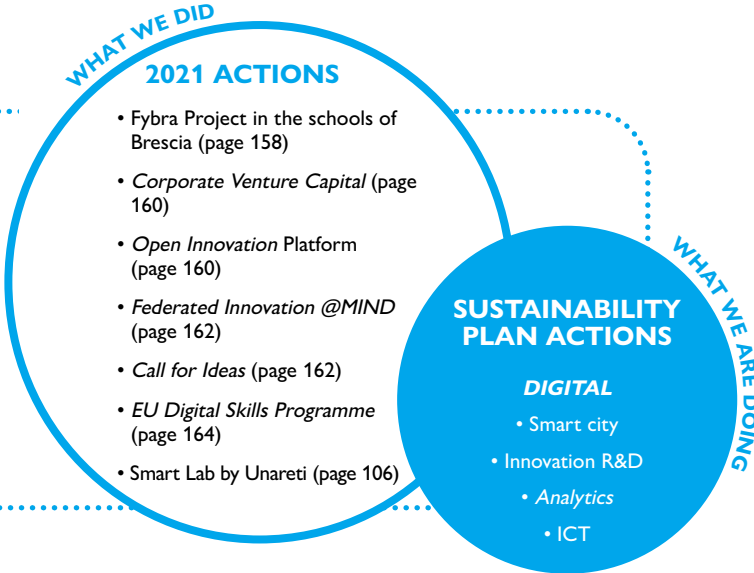 WHAT WE DID
2021 ACTIONS
• Fybra Project in the schools of
Brescia (page 158)
• Corporate Venture Capital (page
160)
• Open Innovation Platform
(page 160)
• Federated Innovation @MIND
(page 162)
• Call for Ideas (page 162)
• EU Digital Skills Programme
(page 164)
• Smart Lab by Unareti (page 106)
WHAT WE ARE DOING
SUSTAINABILITY
PLAN ACTIONS
DIGITAL
• Smart city
• Innovation R&D
• Analytics
• ICT